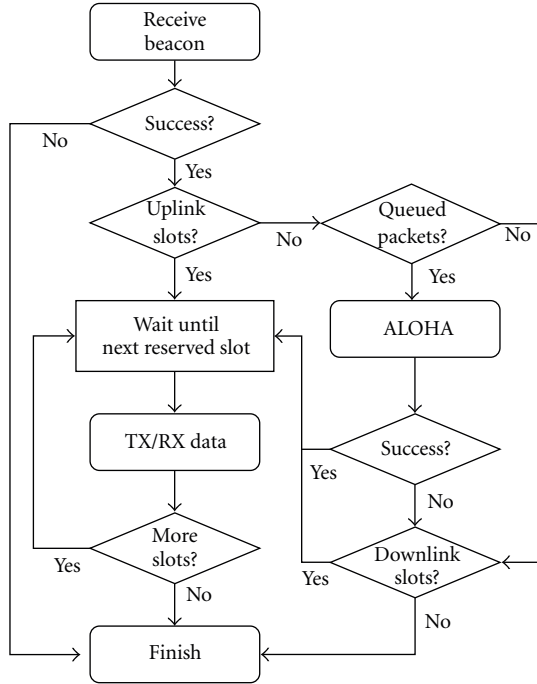 Receive
beacon
Success?
No
Yes
Uplink
slots?
No
Queued
packets?
No
Yes
Yes
Wait until
next reserved slot
ALOHA
TX/RX data
Success?
Yes
No
More
slots?
Yes
No
Downlink
slots?
Yes
No
Finish